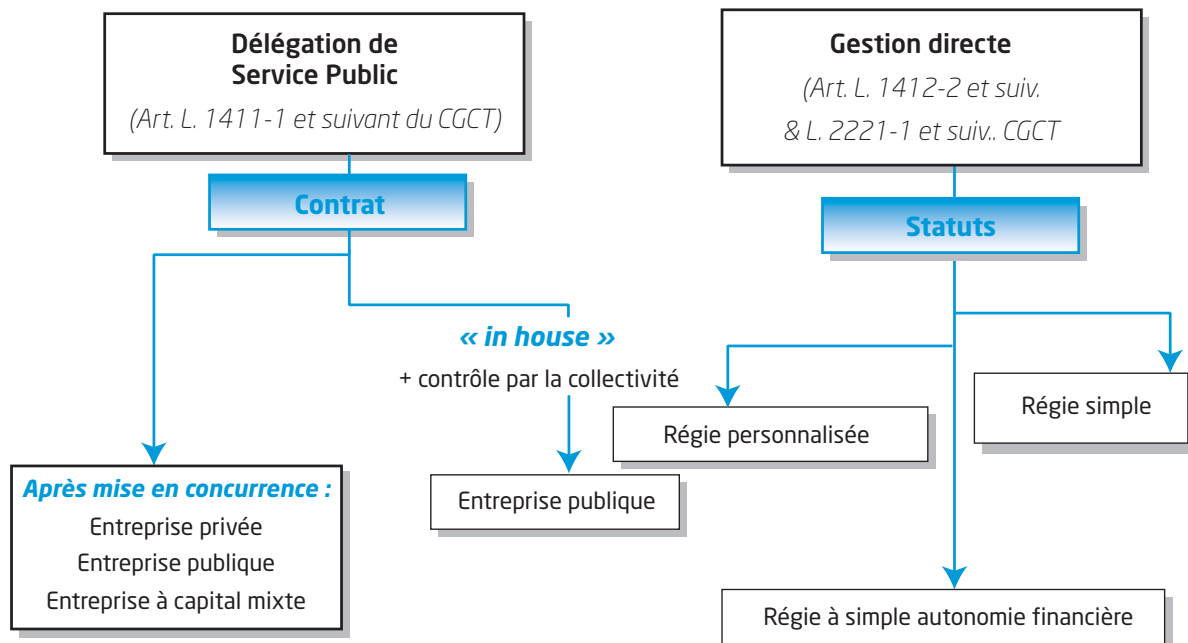 Délégation de
Service Public
(Art. L. 1411-1 et suivant du CGCT)
Contrat
« in house »
+ contrôle par la collectivité
Après mise en concurrence :
Entreprise privée
Entreprise publique
Entreprise à capital mixte
Entreprise publique
Gestion directe
(Art. L. 1412-2 et suiv.
& L. 2221-1 et suiv.. CGCT
Statuts
Régie personnalisée
Régie simple
Régie à simple autonomie financière